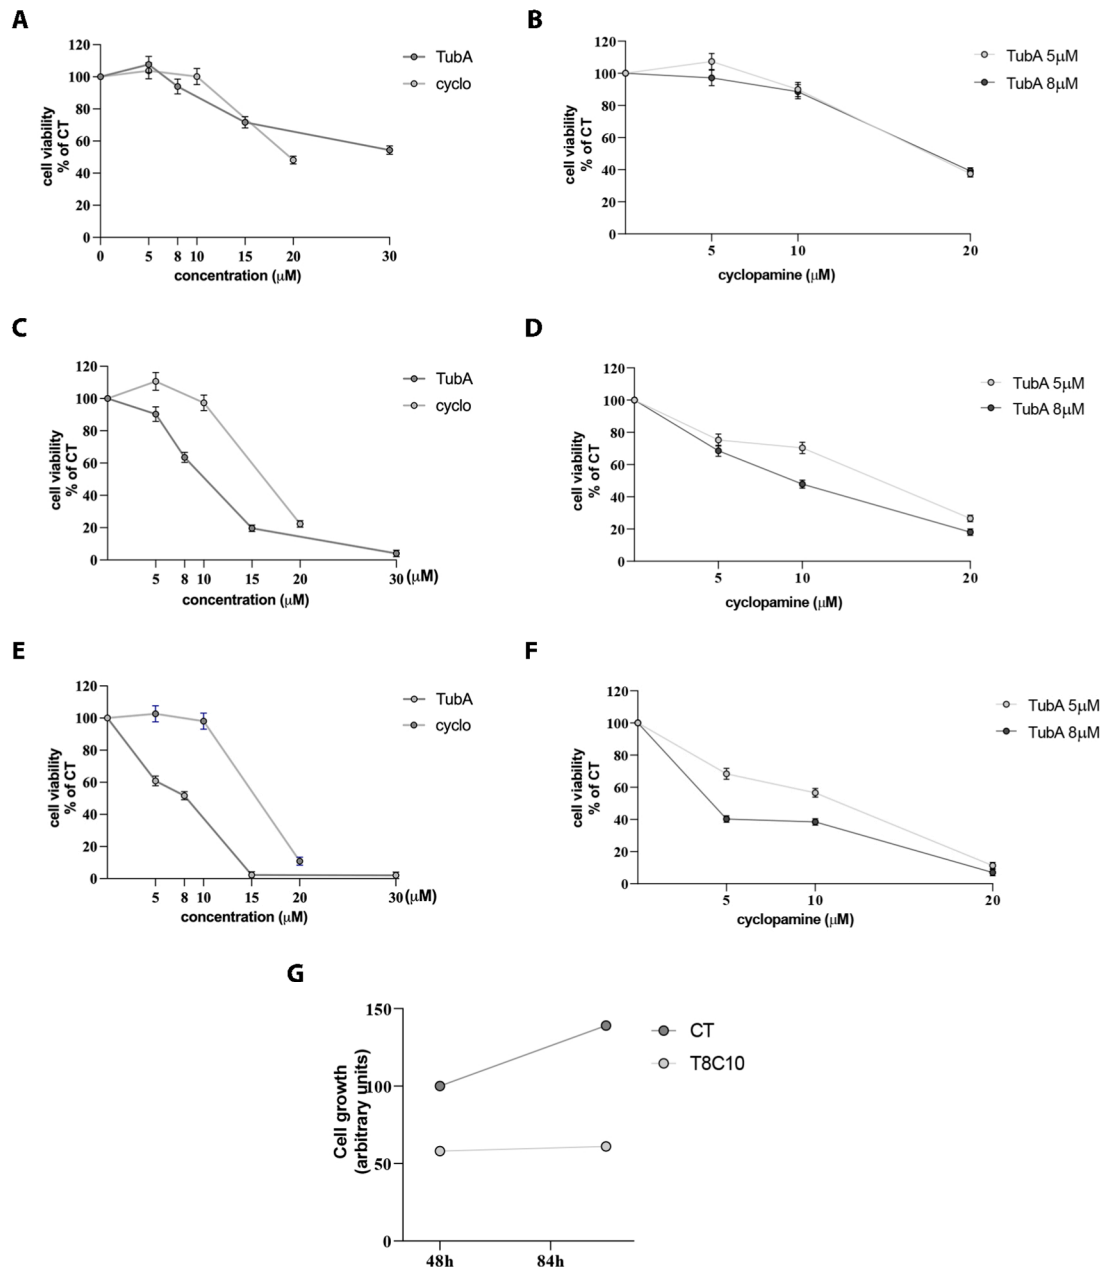 A
120
100
80
60
40
20
0
cell viability
% of CT
0 5 8 10 15 20 30
concentration (μM)
TubA
cyclo
B
120
100
80
60
40
20
0
cell viability
% of CT
5 10 20
cyclopamine (μM)
TubA 5μM
TubA 8μM
C
120
100
80
60
40
20
0
cell viability
% of CT
5 8 10 15 20 30 (μM)
concentration (μM)
TubA
cyclo
D
120
100
80
60
40
20
0
cell viability
% of CT
5 10 20
cyclopamine (μM)
TubA 5μM
TubA 8μM
E
120
100
80
60
40
20
0
cell viability
% of CT
5 8 10 15 20 30 (μM)
concentration (μM)
TubA
cyclo
F
120
100
80
60
40
20
0
cell viability
% of CT
5 10 20
cyclopamine (μM)
TubA 5μM
TubA 8μM
G
150
100
50
0
Cell growth
(arbitrary units)
48h 84h
CT
T8C10